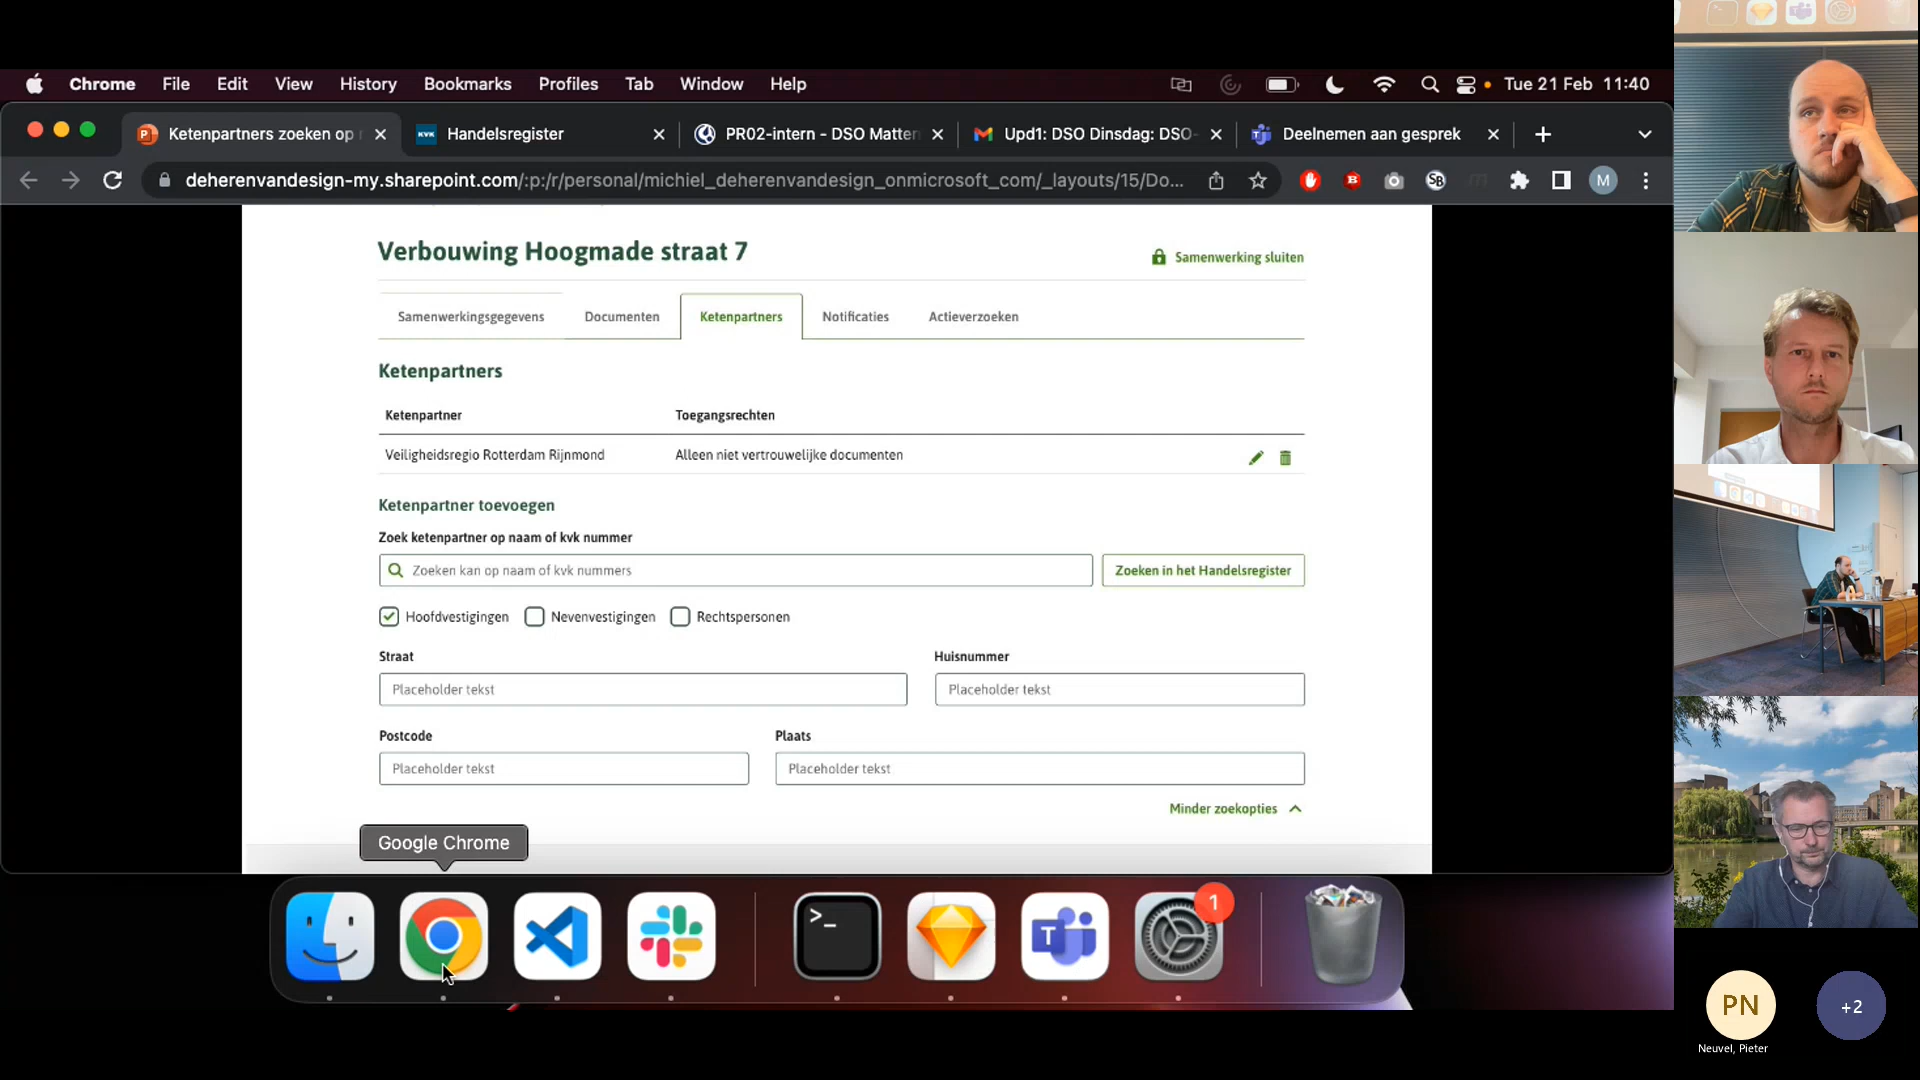 Chrome File Edit View History Bookmarks Profiles Tab Window Help Tue 21 Feb 11:40
Ketenpartners zoeken op Handelsregister PR02-intern - DSO Matter Upd1: DSO Dinsdag: DSO- Deelnemen aan gesprek
deherenvandesign-my.sharepoint.com/:p:/r/personal/michiel_deherenvandesign_onmicrosoft_com/_layouts/15/Do... M
Verbouwing Hoogmade straat 7
Samenwerking sluiten
Samenwerkingsgegevens Documenten Ketenpartners Notificaties Actieverzoeken
Ketenpartners
Ketenpartner Toegangsrechten
Veiligheidsregio Rotterdam Rijnmond Alleen niet vertrouwelijke documenten
Ketenpartner toevoegen
Zoek ketenpartner op naam of kvk nummer
Zoeken kan op naam of kvk nummers Zoeken in het Handelsregister
Hoofdvestigingen Nevenvestigingen Rechtspersonen
Straat Huisnummer
Placeholder tekst Placeholder tekst
Postcode Plaats
Placeholder tekst Placeholder tekst
Minder zoekopties
Google Chrome
1
PN +2
Neuvel, Pieter